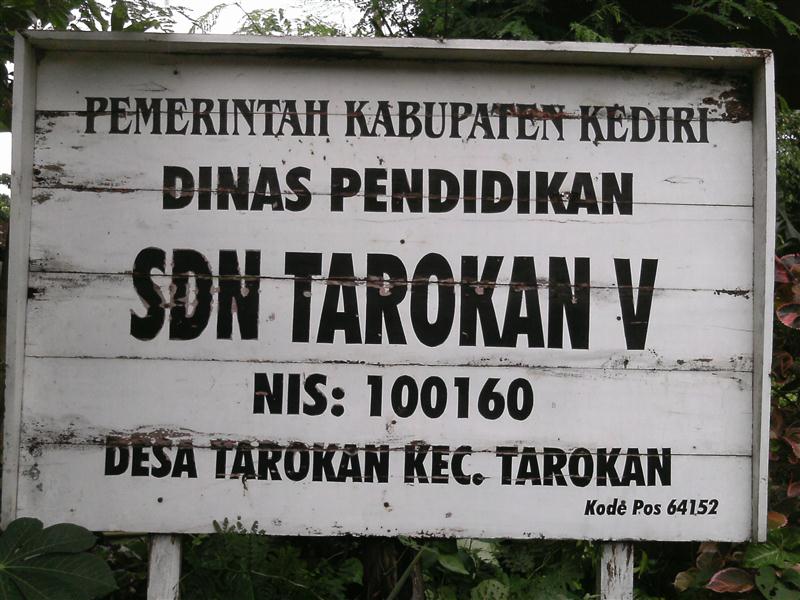 PEMERINTAH KABUPATEN KEDIRI
DINAS PENDIDIKAN
SDN TAROKAN V
NIS: 100160
DESA TAROKAN KEC. TAROKAN
Kode Pos 64152